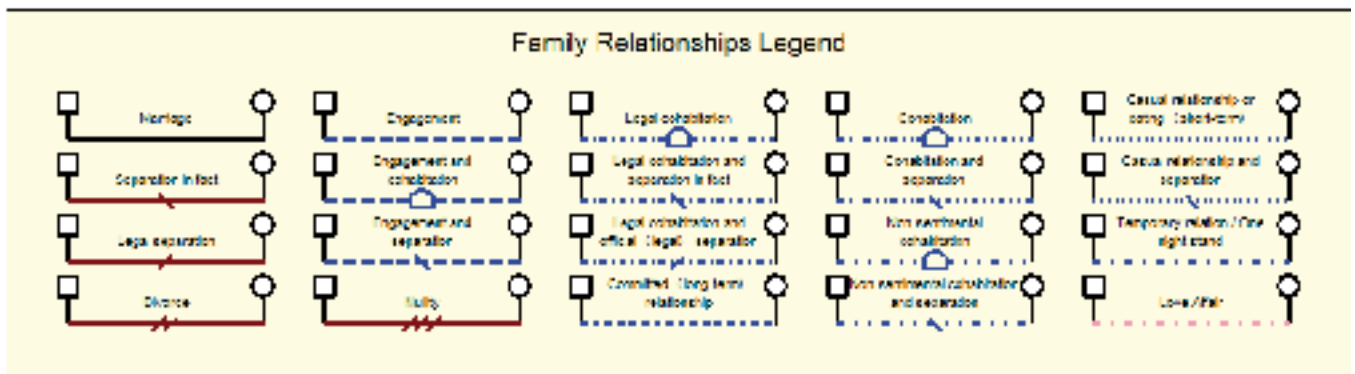 Family Relationships Legend
Marriage
Engagement
Legal cohabitation
Cohabitation
Casual relationship or
dating (short-term)
Separation in fact
Engagement and
cohabitation
Legal cohabitation and
separation in fact
Cohabitation and
separation
Casual relationship and
separation
Legal separation
Engagement and
separation
Legal cohabitation and
official (legal) separation
Non sentimental
cohabitation
Temporary relation / One
night stand
Divorce
Nullity
Committed (long term)
relationship
Non sentimental cohabitation
and separation
Love Affair